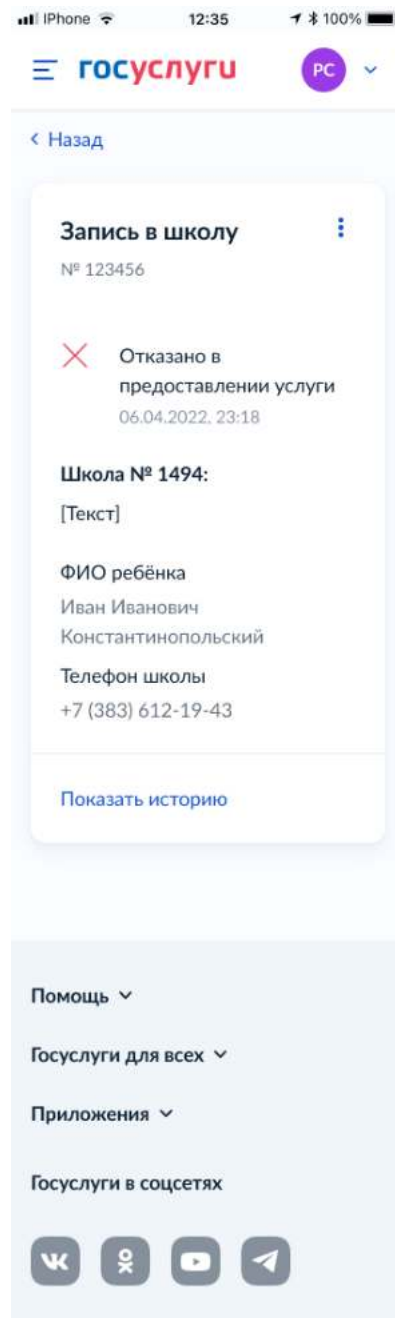 iPhone 12:35 100%
госуслуги РС
Назад
Запись в школу
№ 123456
Отказано в
предоставлении услуги
06.04.2022, 23:18
Школа № 1494:
[Текст]
ФИО ребёнка
Иван Иванович
Константинопольский
Телефон школы
+7 (383) 612-19-43
Показать историю
Помощь
Госуслуги для всех
Приложения
Госуслуги в соцсетях